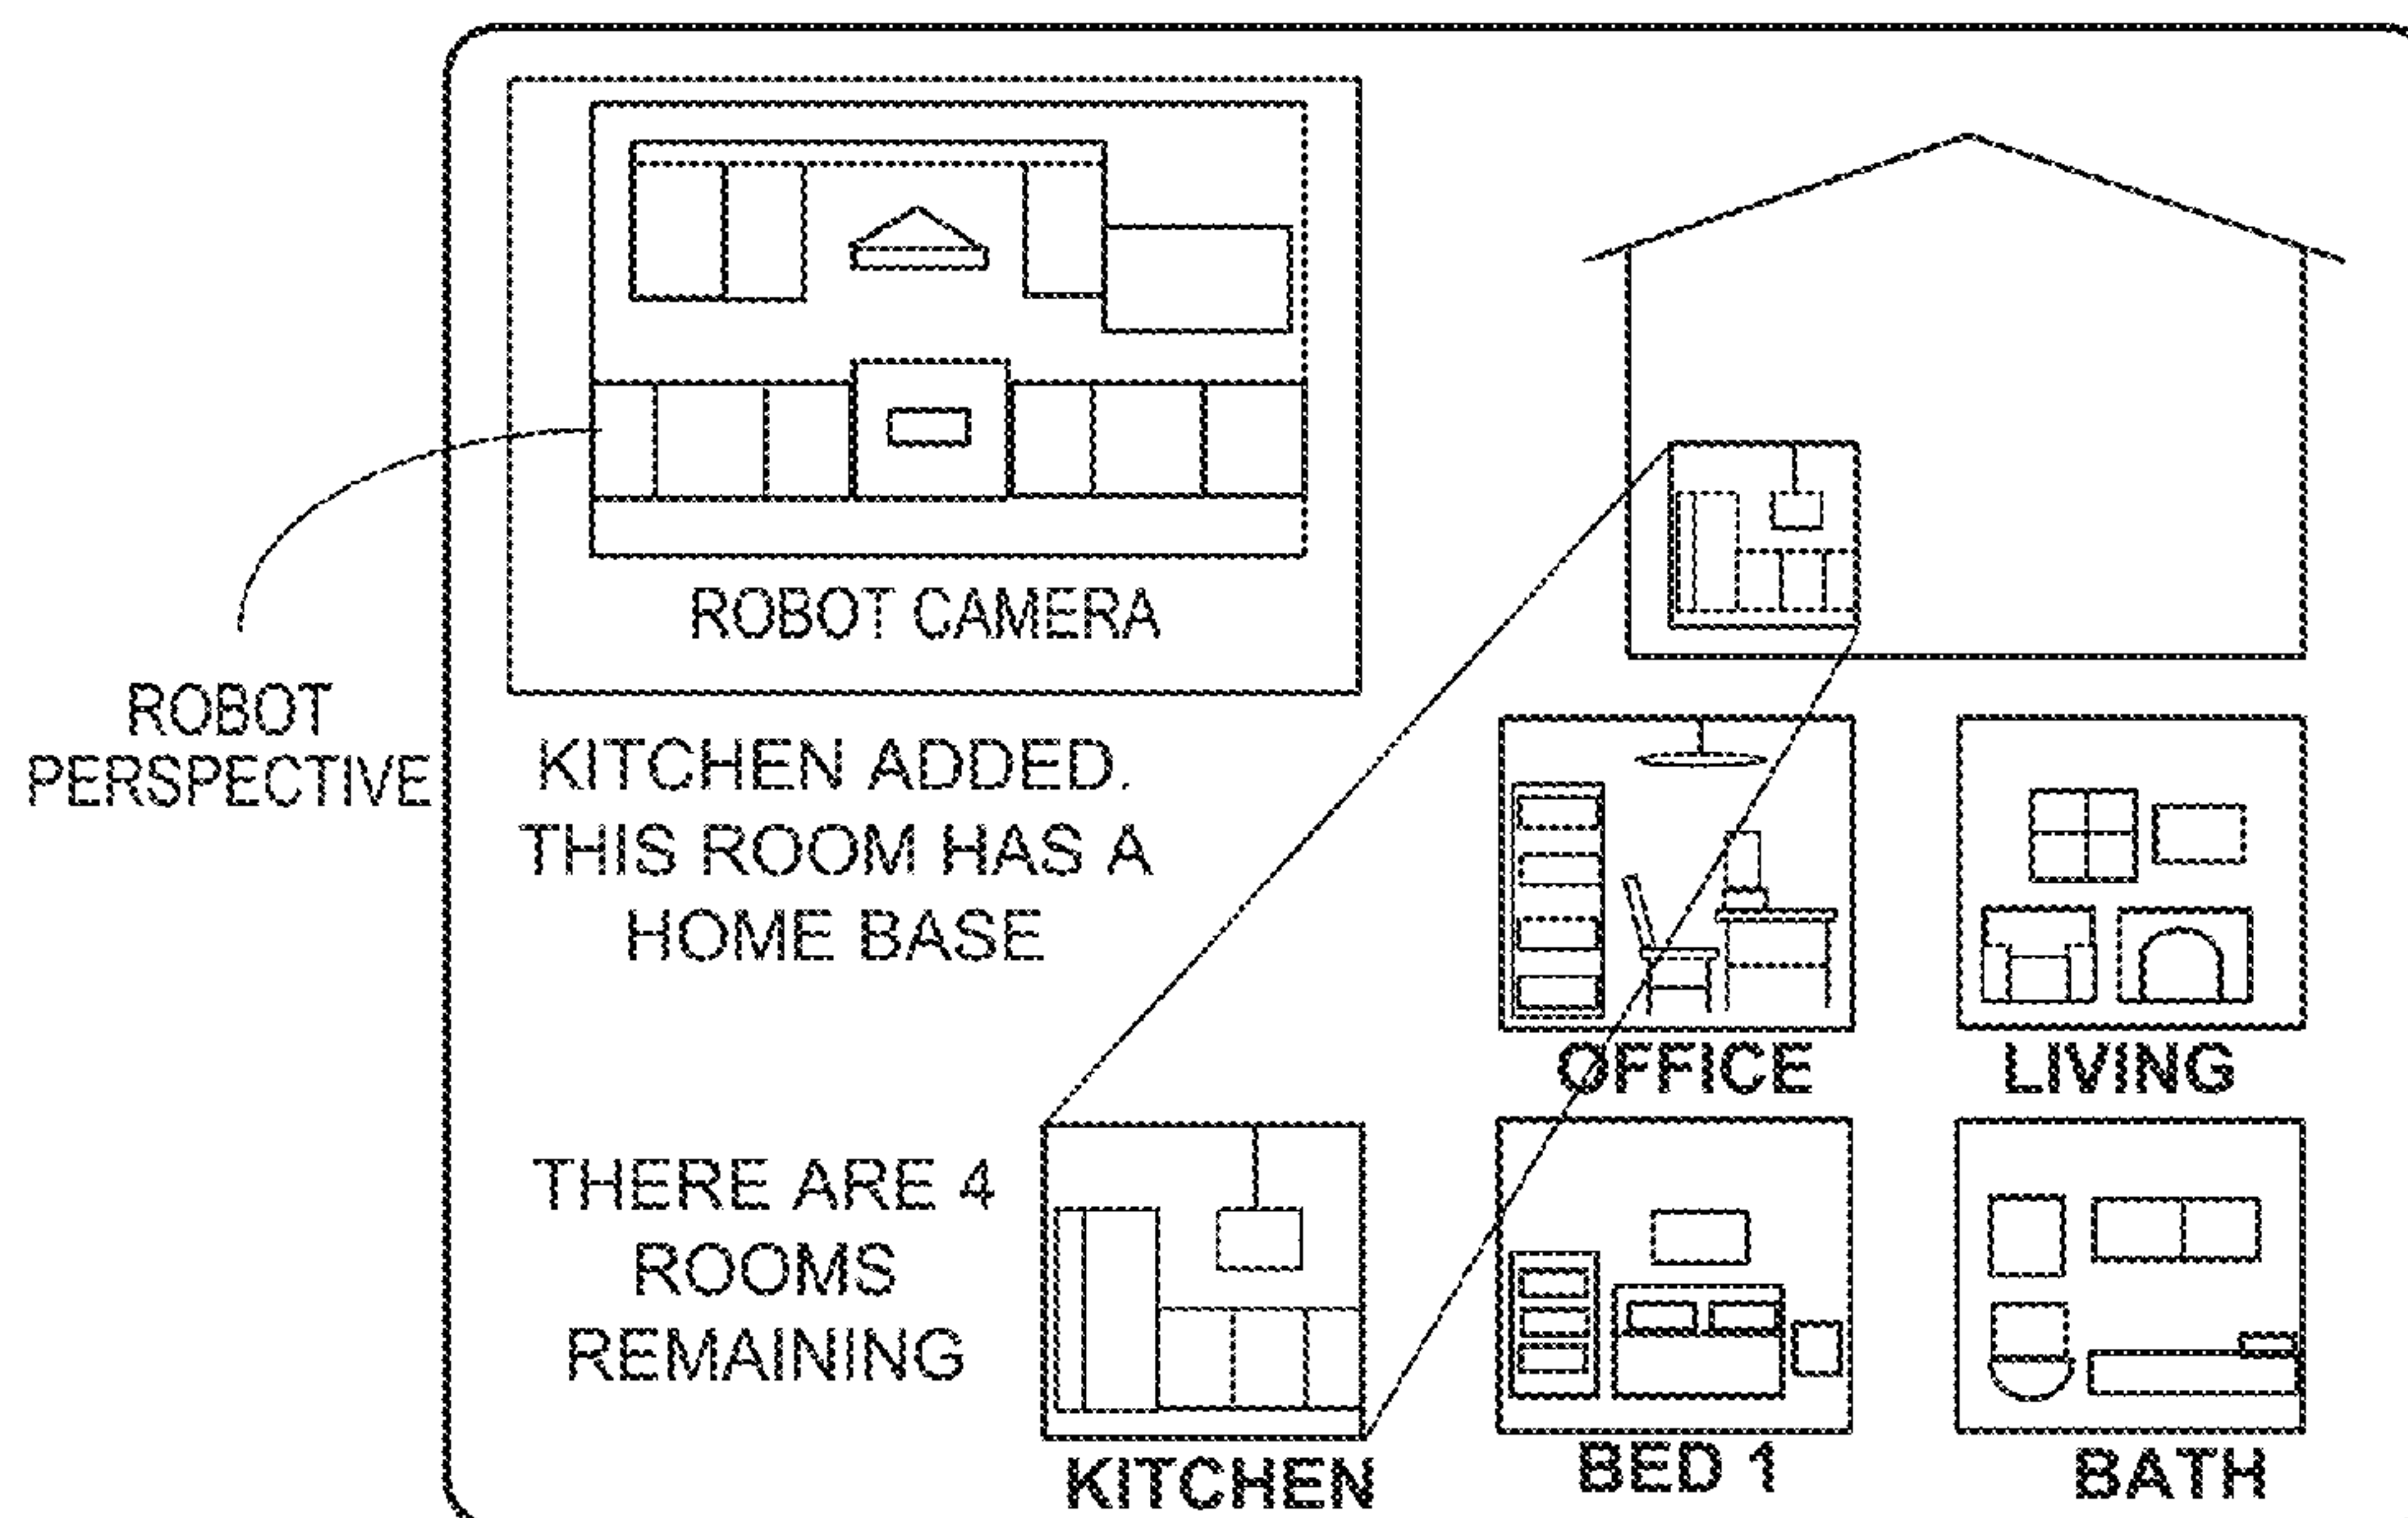 ROBOT CAMERA
ROBOT
PERSPECTIVE
KITCHEN ADDED.
THIS ROOM HAS A
HOME BASE
OFFICE
LIVING
THERE ARE 4
ROOMS
REMAINING
KITCHEN
BED 1
BATH